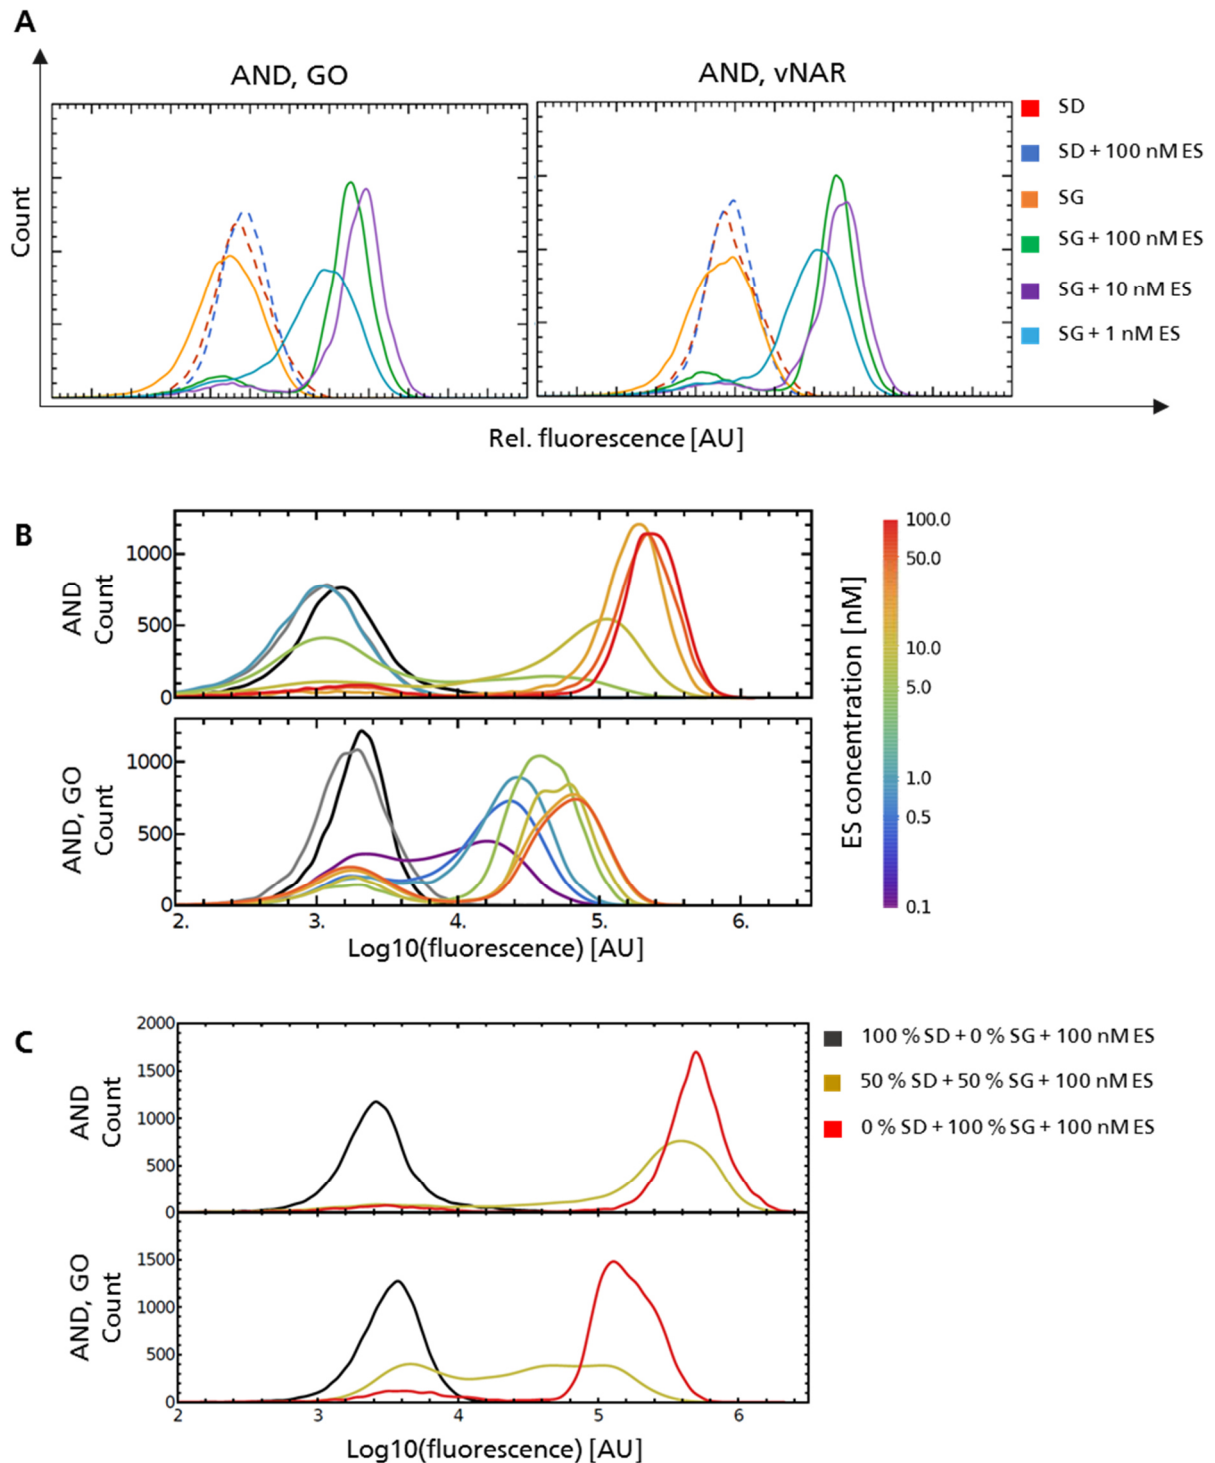 A
AND, GO
AND, vNAR
Count
SD
SD + 100 nM ES
SG
SG + 100 nM ES
SG + 10 nM ES
SG + 1 nM ES
Rel. fluorescence [AU]
B
AND
Count
1000
500
0
AND, GO
Count
1000
500
0
2.
3.
4.
5.
6.
Log10(fluorescence) [AU]
ES concentration [nM]
100.0
50.0
10.0
5.0
1.0
0.5
0.1
C
AND
Count
2000
1500
1000
500
0
AND, GO
Count
1500
1000
500
0
2
3
4
5
6
Log10(fluorescence) [AU]
100 % SD + 0 % SG + 100 nM ES
50 % SD + 50 % SG + 100 nM ES
0 % SD + 100 % SG + 100 nM ES